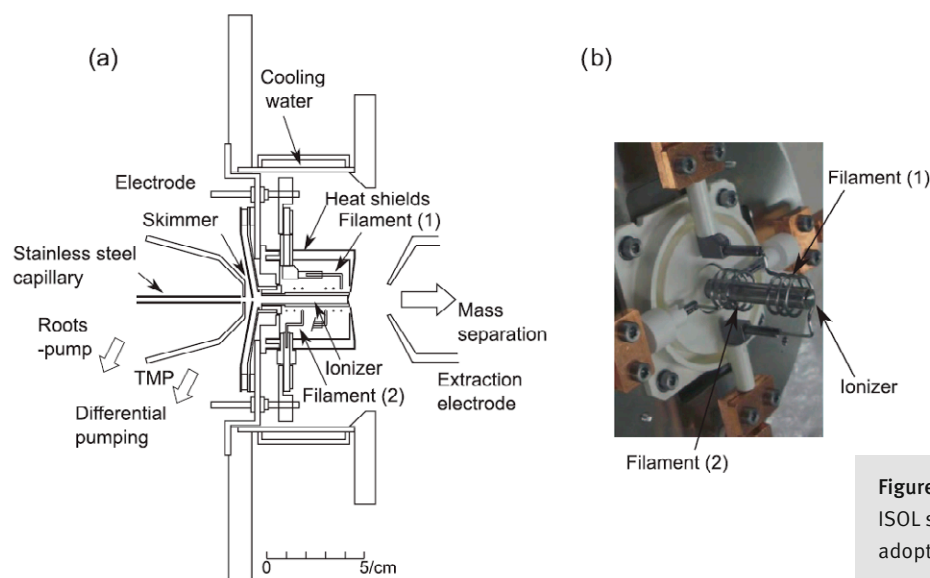 (a)
Cooling
water
Electrode
Skimmer
Heat shields
Filament (1)
Stainless steel
capillary
Roots
-pump
TMP
Differential
pumping
Ionizer
Filament (2)
Mass
separation
Extraction
electrode
0 5/cm
(b)
Filament (1)
Ionizer
Filament (2)
Figure
ISOL s
adopt